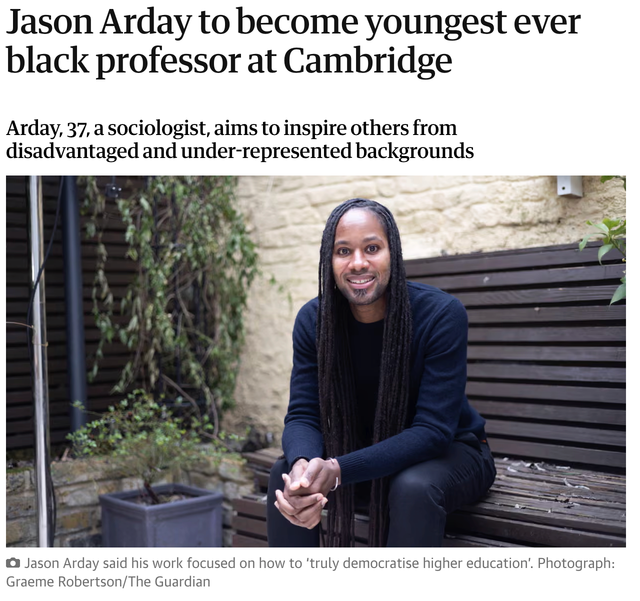 Jason Arday to become youngest ever
black professor at Cambridge
Arday, 37, a sociologist, aims to inspire others from
disadvantaged and under-represented backgrounds
Jason Arday said his work focused on how to ‘truly democratise higher education’. Photograph:
Graeme Robertson/The Guardian